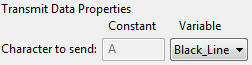 Transmit Data Properties
Constant Variable
Character to send: A Black_Line